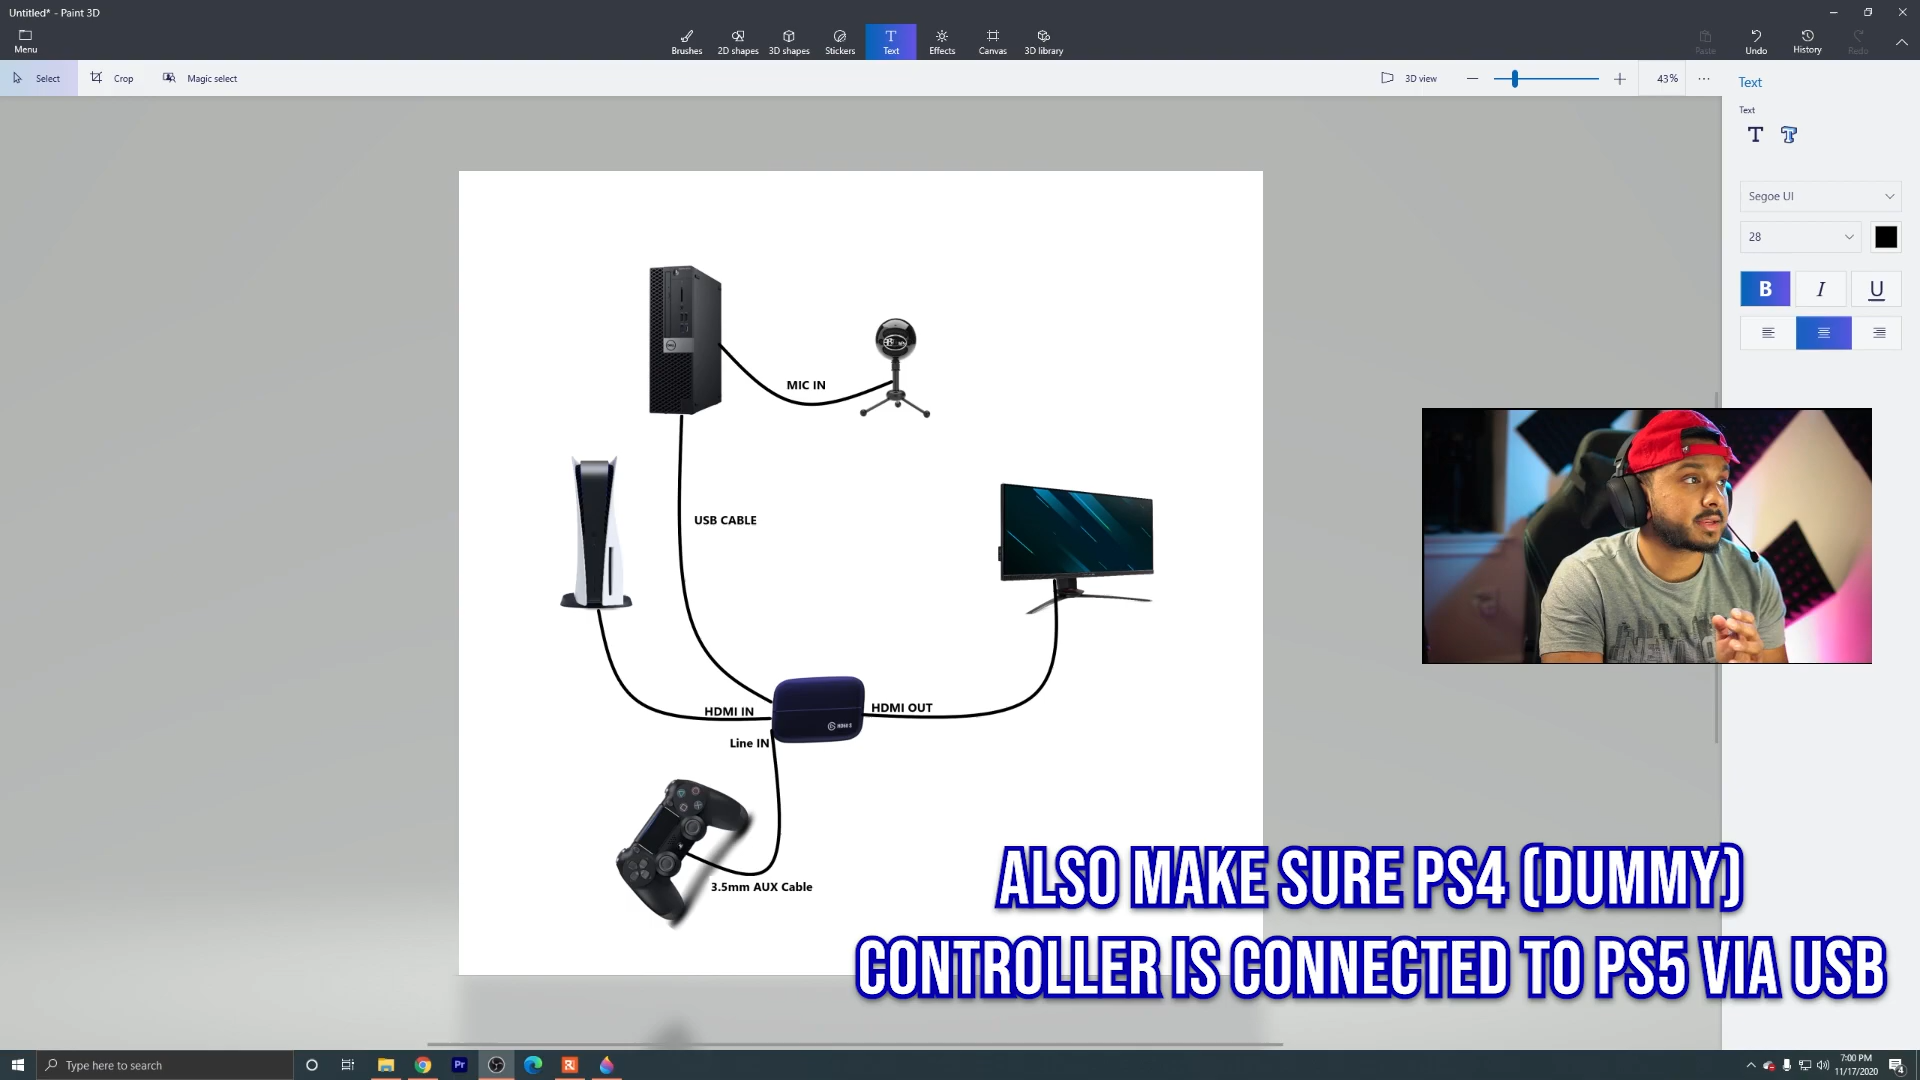 Untitled* - Paint 3D
Menu
Brushes
2D shapes
3D shapes
Stickers
Text
Effects
Canvas
3D library
Paste
Undo
History
Redo
Select
Crop
Magic select
3D view
43%
Text
Text
Segoe UI
28
B
I
U
MIC IN
USB CABLE
HDMI IN
HDMI OUT
Line IN
3.5mm AUX Cable
ALSO MAKE SURE PS4 (DUMMY)
CONTROLLER IS CONNECTED TO PS5 VIA USB
Type here to search
Pr
7:00 PM
11/17/2020
4